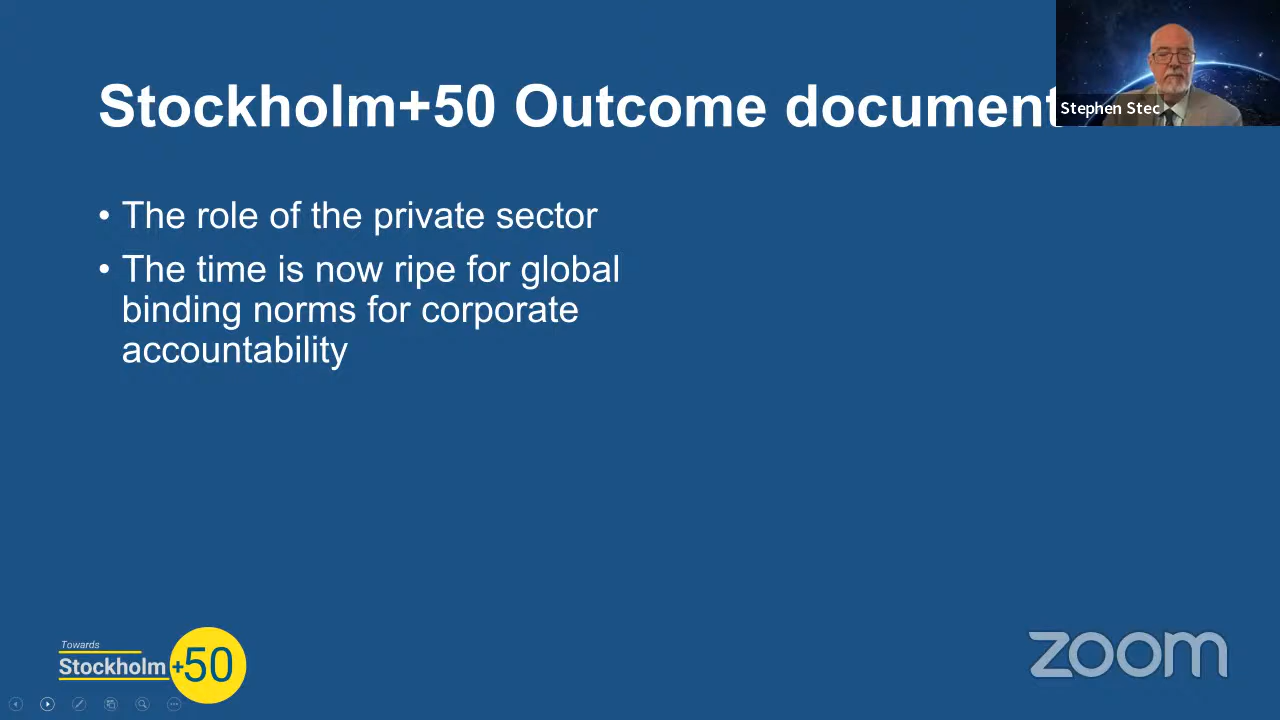 Stockholm+50 Outcome document
Stephen Stec
• The role of the private sector
• The time is now ripe for global
binding norms for corporate
accountability
Towards
Stockholm +50
zoom